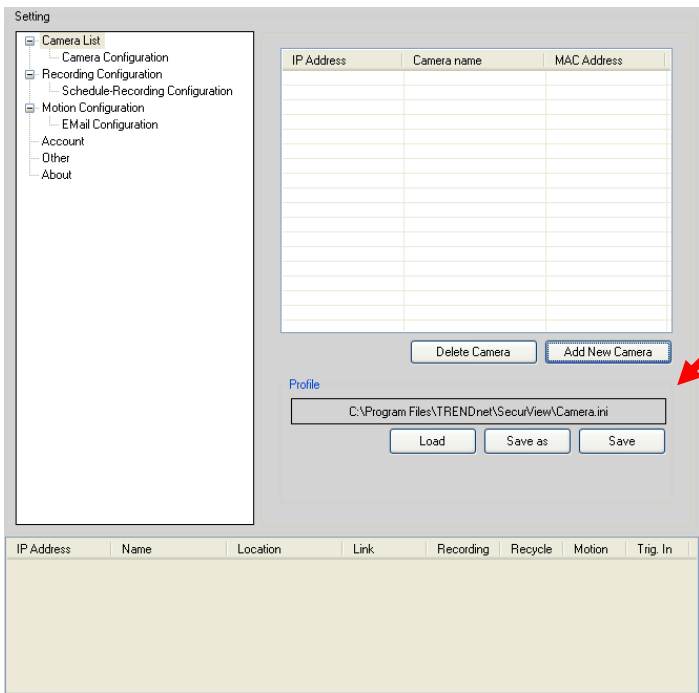 Setting
Camera List
Camera Configuration
Recording Configuration
Schedule-Recording Configuration
Motion Configuration
EMail Configuration
Account
Other
About
IP Address Camera name MAC Address
Delete Camera Add New Camera
Profile
C:\Program Files\TRENDnet\SecurView\Camera.ini
Load Save as Save
IP Address Name Location Link Recording Recycle Motion Trig. In